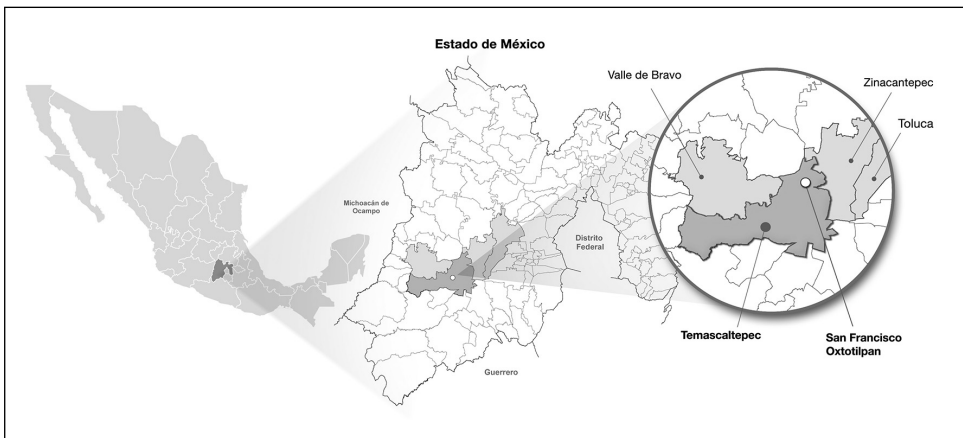 Estado de México
Valle de Bravo
Zinacantepec
Toluca
Michoacán de
Ocampo
Distrito
Federal
Temascaltepec
San Francisco
Oxtotilpan
Guerrero